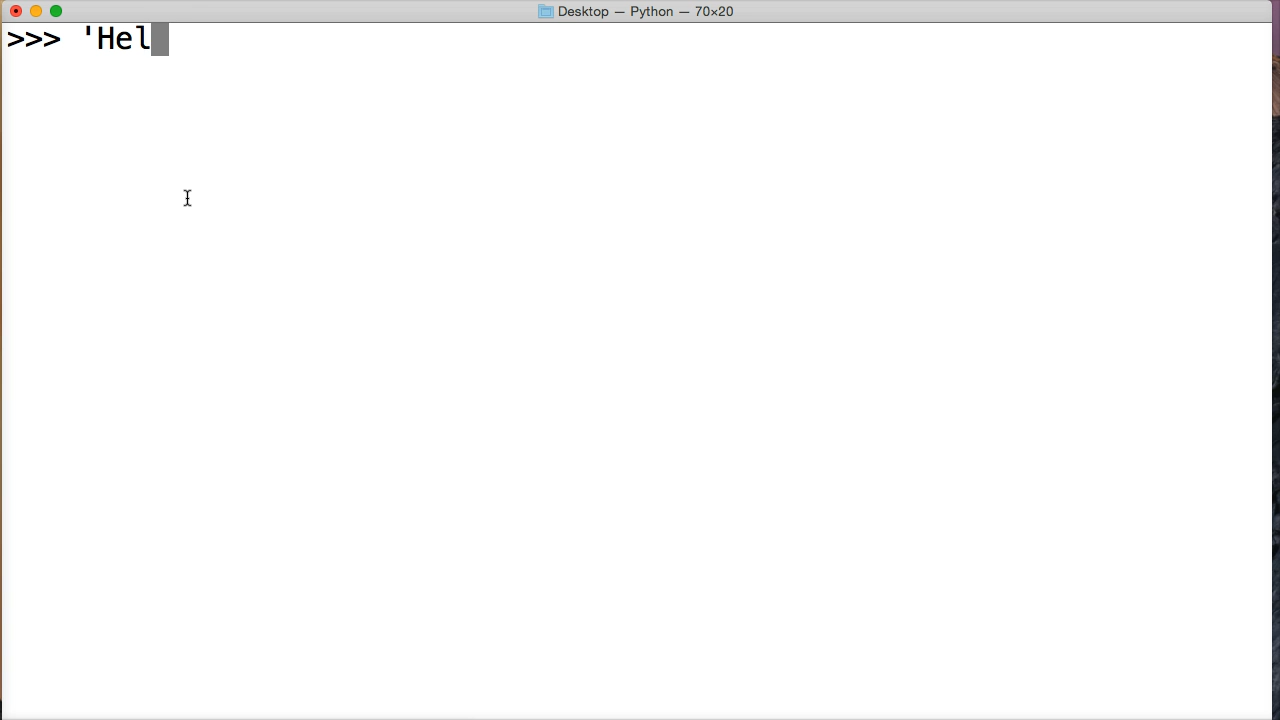 Desktop — Python — 70×20
>>> 'Hel